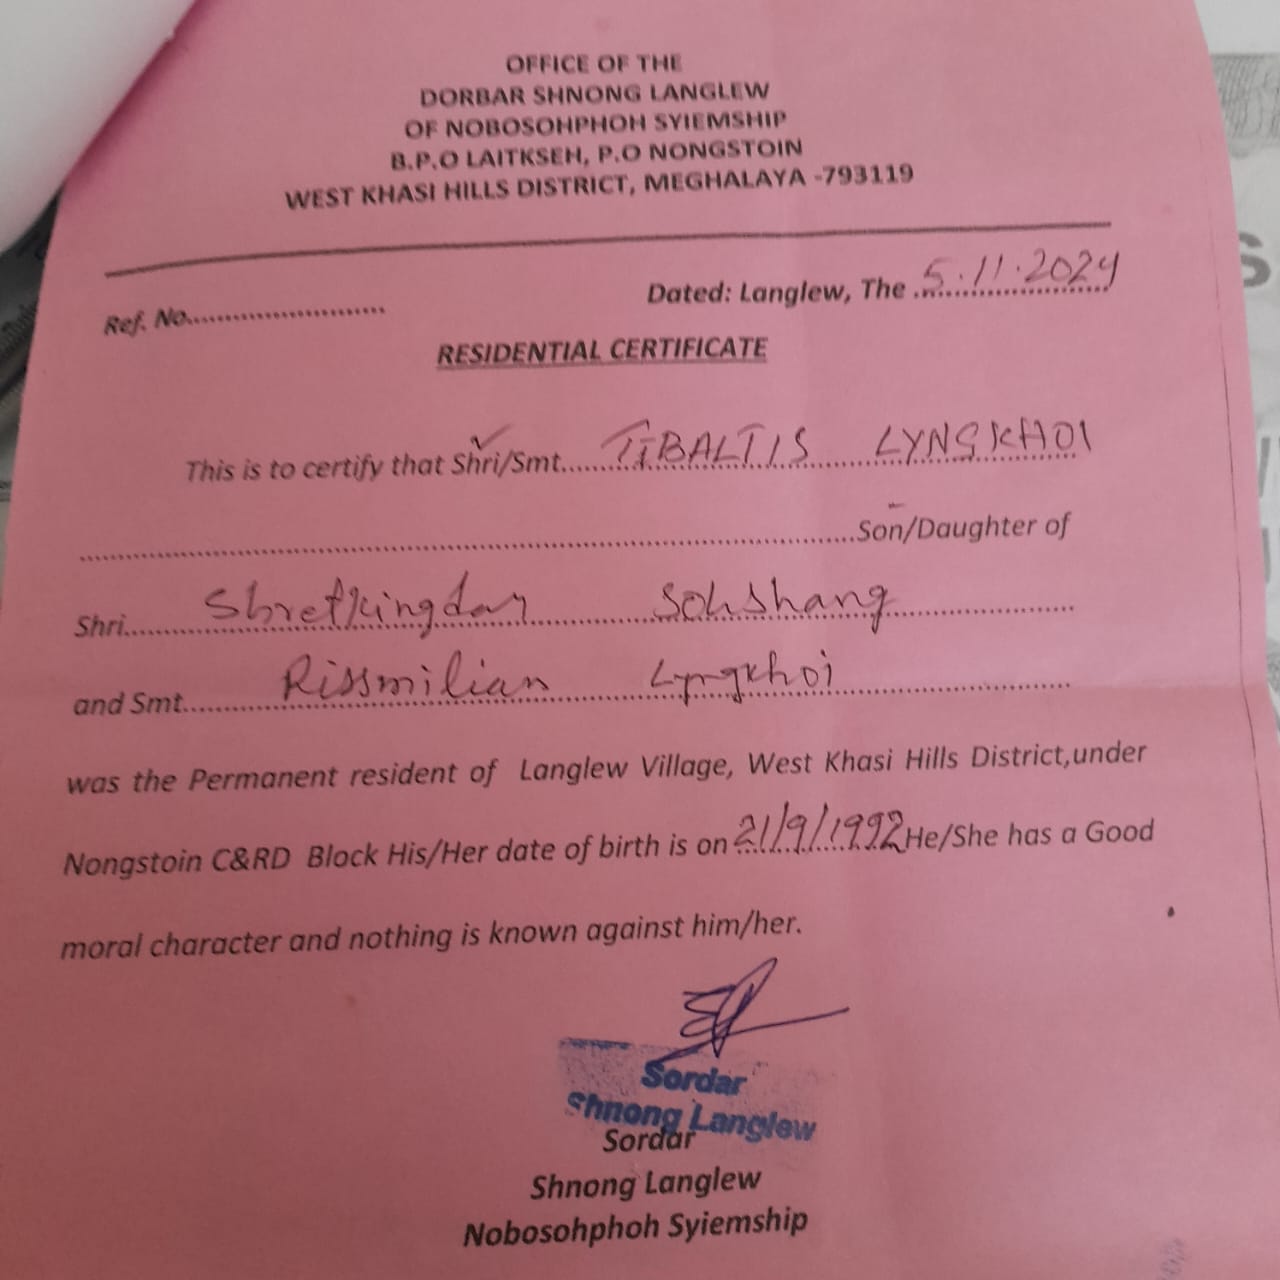 OFFICE OF THE
DORBAR SHNONG LANGLEW
OF NOBOSOHPHOH SYIEMSHIP
B.P.O LAITKSEH, P.O NONGSTOIN
WEST KHASI HILLS DISTRICT, MEGHALAYA -793119
Ref. No........................... Dated: Langlew, The 5.11.2024
RESIDENTIAL CERTIFICATE
This is to certify that Shri/Smt..... TIBALTIS LYNGKHOI
..........Son/Daughter of
Shri..... Shretkingdar Sohshang
and Smt..... Rissmilian Lyngkhoi
was the Permanent resident of Langlew Village, West Khasi Hills District,under
Nongstoin C&RD Block His/Her date of birth is on 21/9/1992 He/She has a Good
moral character and nothing is known against him/her.
Sordar
Shnong Langlew
Sordar
Shnong Langlew
Nobosohphoh Syiemship